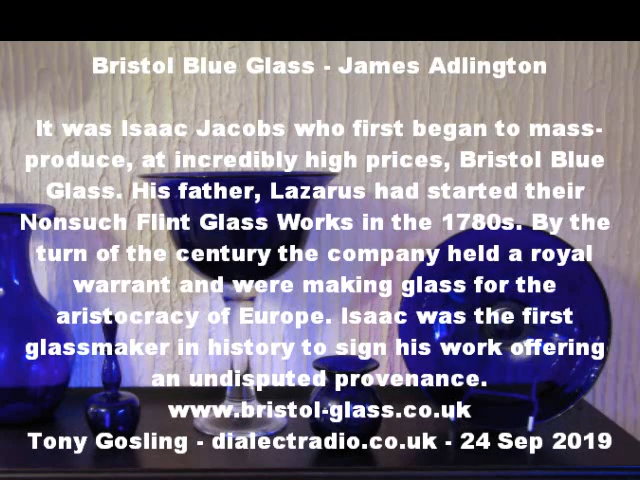 Bristol Blue Glass - James Adlington
It was Isaac Jacobs who first began to mass-
produce, at incredibly high prices, Bristol Blue
Glass. His father, Lazarus had started their
Nonsuch Flint Glass Works in the 1780s. By the
turn of the century the company held a royal
warrant and were making glass for the
aristocracy of Europe. Isaac was the first
glassmaker in history to sign his work offering
an undisputed provenance.
www.bristol-glass.co.uk
Tony Gosling - dialectradio.co.uk - 24 Sep 2019